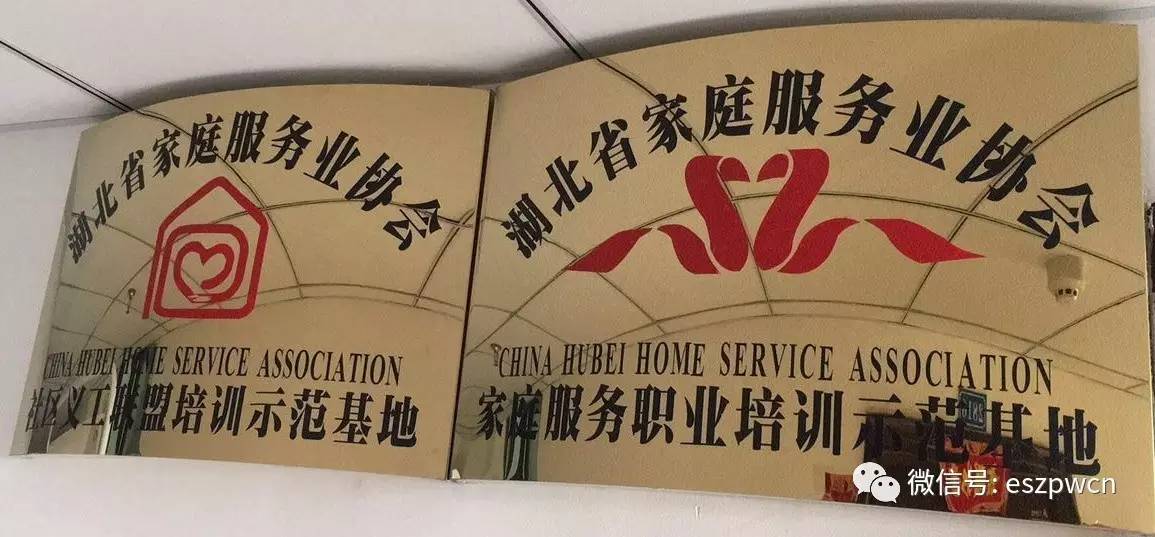 湖北省家庭服务业协会
CHINA HUBEI HOME SERVICE ASSOCIATION
社区义工联盟培训示范基地
湖北省家庭服务业协会
CHINA HUBEI HOME SERVICE ASSOCIATION
家庭服务职业培训示范基地
微信号: eszpwcn